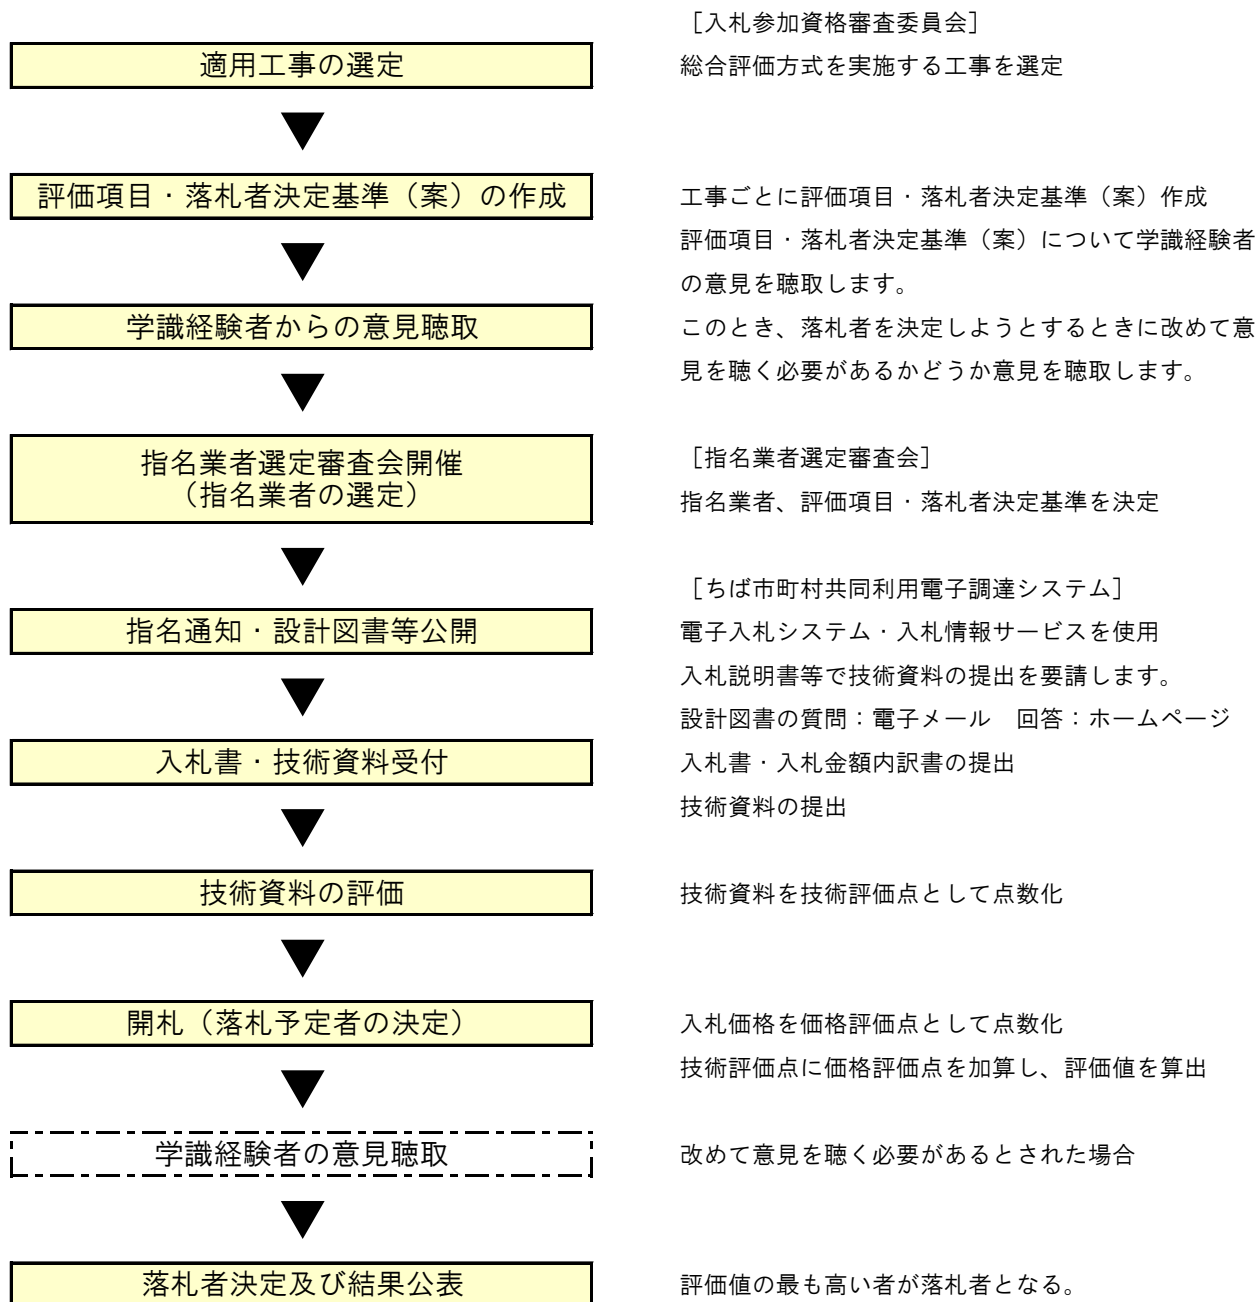 ［入札参加資格審査委員会］
適用工事の選定
総合評価方式を実施する工事を選定
評価項目・落札者決定基準（案）の作成
工事ごとに評価項目・落札者決定基準（案）作成
評価項目・落札者決定基準（案）について学識経験者
の意見を聴取します。
学識経験者からの意見聴取
このとき、落札者を決定しようとするときに改めて意
見を聴く必要があるかどうか意見を聴取します。
指名業者選定審査会開催
（指名業者の選定）
［指名業者選定審査会］
指名業者、評価項目・落札者決定基準を決定
［ちば市町村共同利用電子調達システム］
指名通知・設計図書等公開
電子入札システム・入札情報サービスを使用
入札説明書等で技術資料の提出を要請します。
設計図書の質問：電子メール　回答：ホームページ
入札書・技術資料受付
入札書・入札金額内訳書の提出
技術資料の提出
技術資料の評価
技術資料を技術評価点として点数化
開札（落札予定者の決定）
入札価格を価格評価点として点数化
技術評価点に価格評価点を加算し、評価値を算出
学識経験者の意見聴取
改めて意見を聴く必要があるとされた場合
落札者決定及び結果公表
評価値の最も高い者が落札者となる。